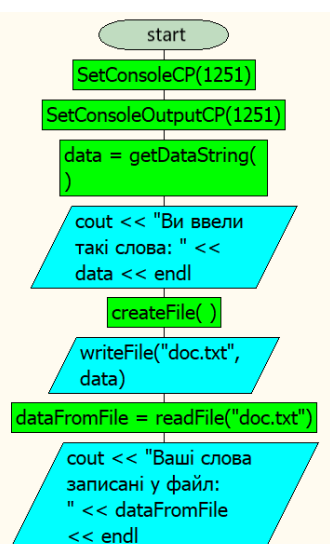 start
SetConsoleCP(1251)
SetConsoleOutputCP(1251)
data = getDataString(
)
cout << "Ви ввели
такі слова: " <<
data << endl
createFile( )
writeFile("doc.txt",
data)
dataFromFile = readFile("doc.txt")
cout << "Ваші слова
записані у файл:
" << dataFromFile
<< endl